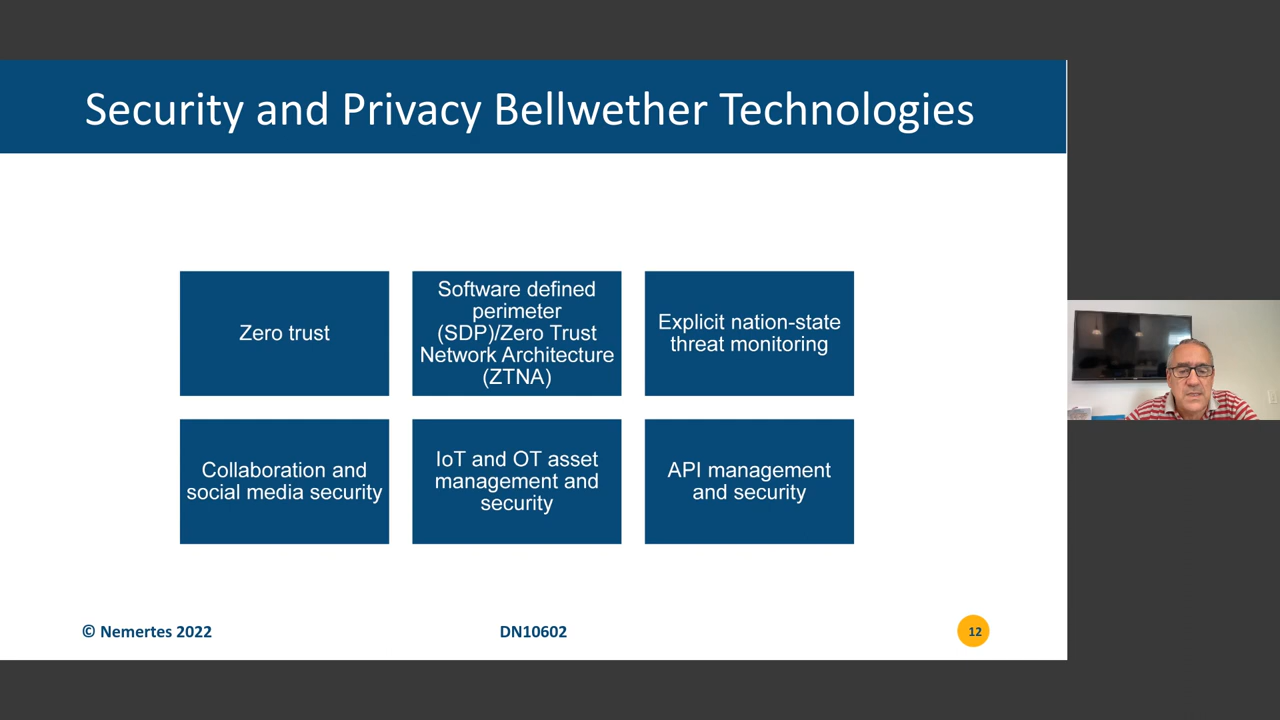 Security and Privacy Bellwether Technologies
Zero trust
Software defined
perimeter
(SDP)/Zero Trust
Network Architecture
(ZTNA)
Explicit nation-state
threat monitoring
Collaboration and
social media security
IoT and OT asset
management and
security
API management
and security
© Nemertes 2022
DN10602
12